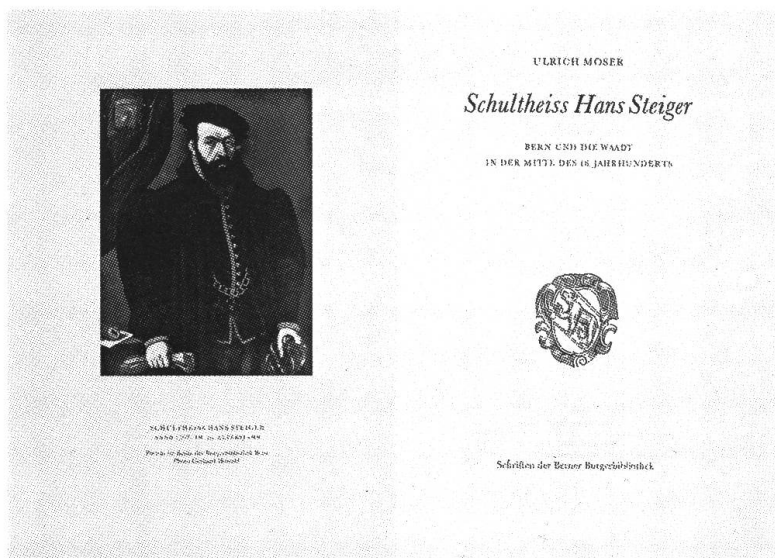 SCHULTHEISS HANS STEIGER
ULRICH MOSER
Schultheiss Hans Steiger
BERN UND DIE WAADT
IN DER MITTE DES 16. JAHRHUNDERTS
Schriften der Berner Burgerbibliothek